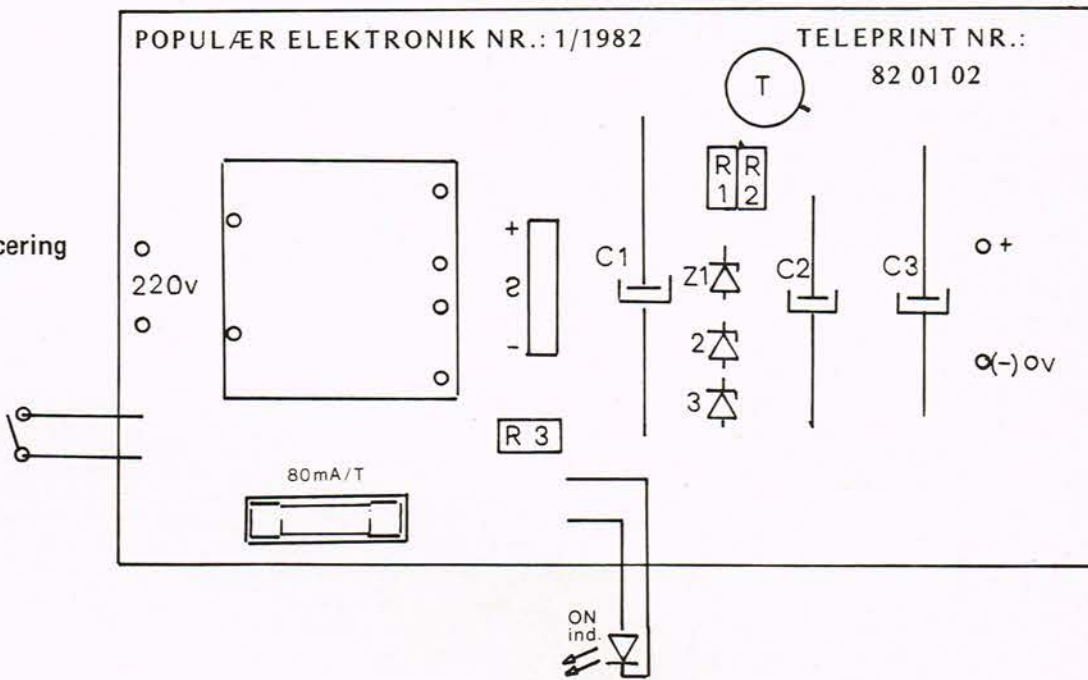 POPULÆR ELEKTRONIK NR.: 1/1982
TELEPRINT NR.:
82 01 02
T
R
1
R
2
cering
220v
+
S
-
C1
Z1
2
3
C2
C3
+
(-) 0v
R 3
80mA/T
ON
ind.